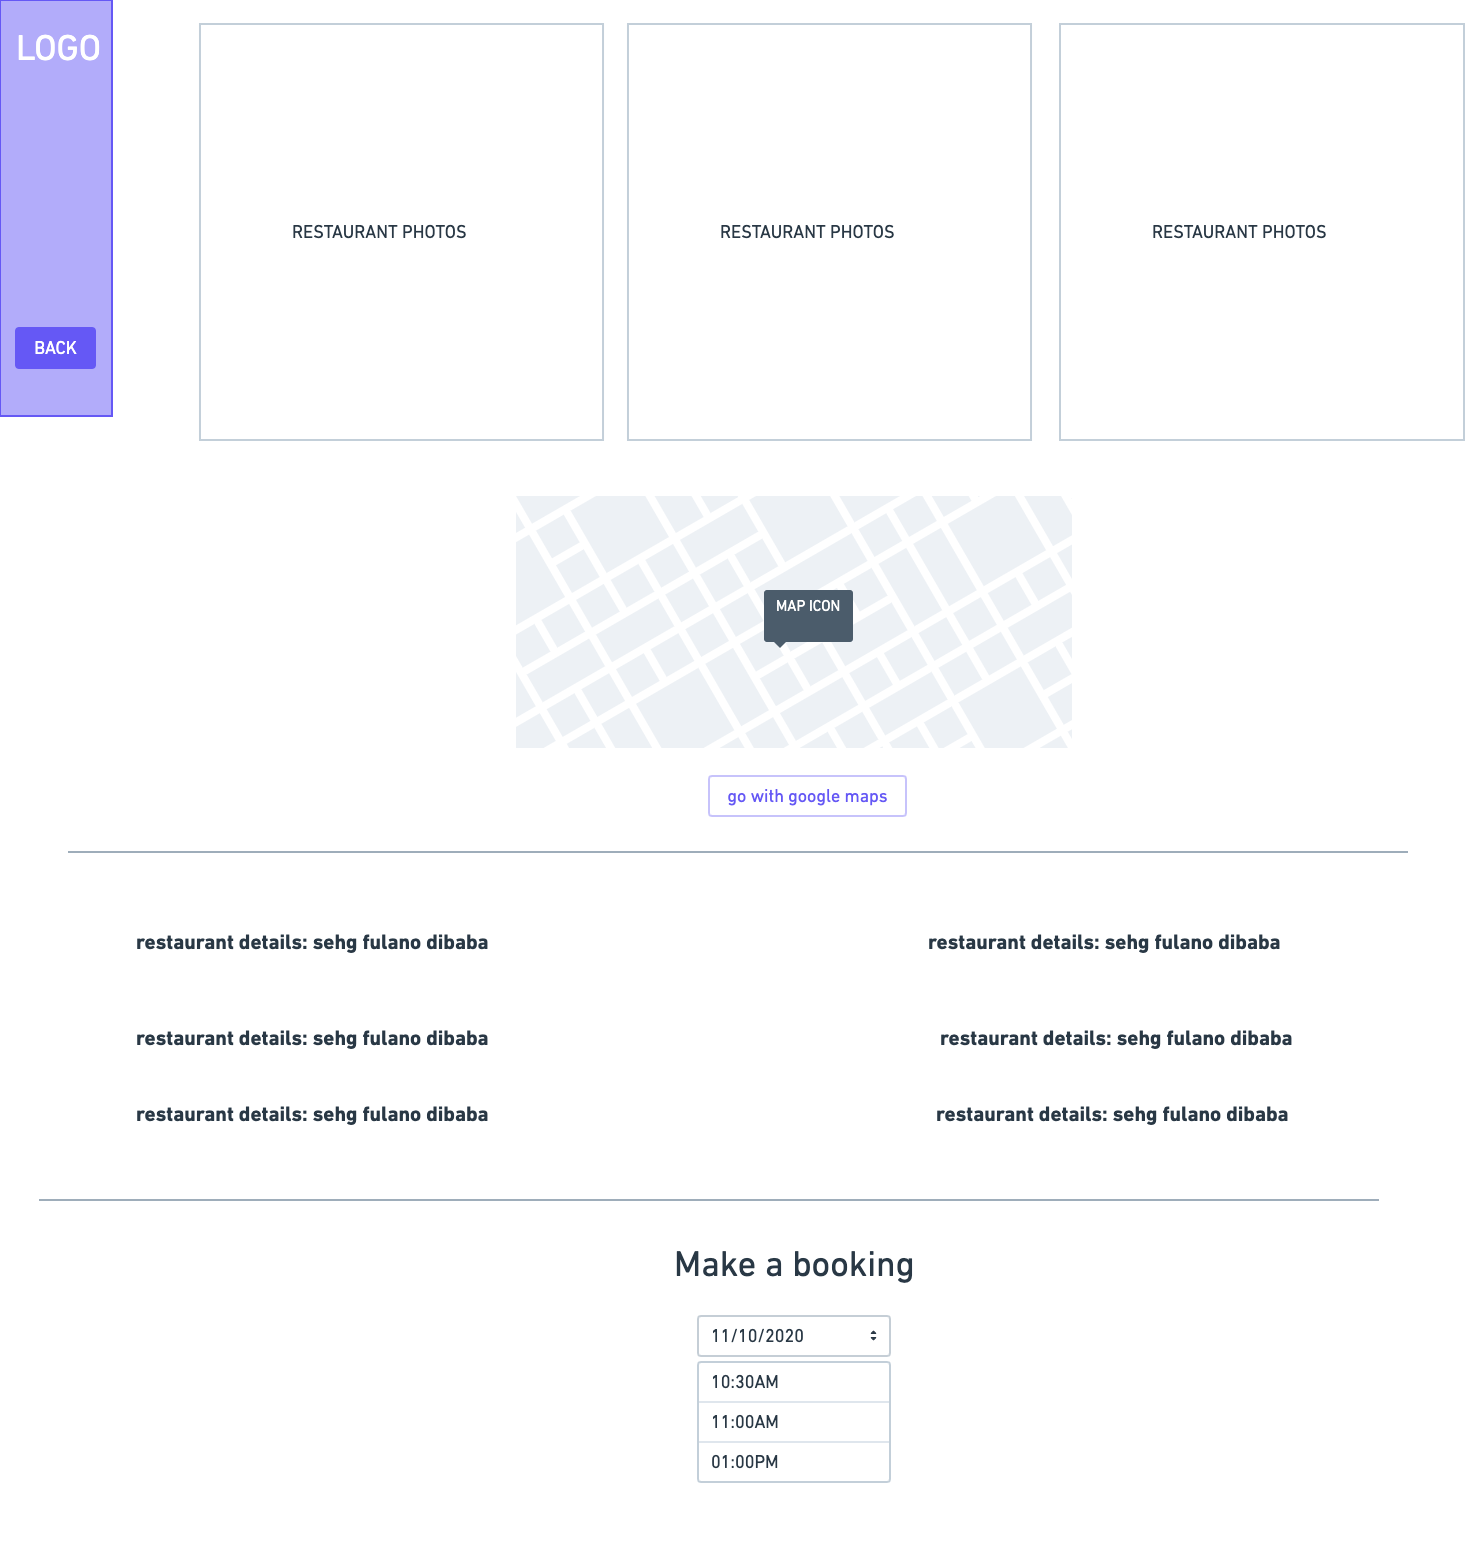 LOGO
BACK
RESTAURANT PHOTOS
RESTAURANT PHOTOS
RESTAURANT PHOTOS
MAP ICON
go with google maps
restaurant details: sehg fulano dibaba
restaurant details: sehg fulano dibaba
restaurant details: sehg fulano dibaba
restaurant details: sehg fulano dibaba
restaurant details: sehg fulano dibaba
restaurant details: sehg fulano dibaba
Make a booking
11/10/2020
10:30AM
11:00AM
01:00PM